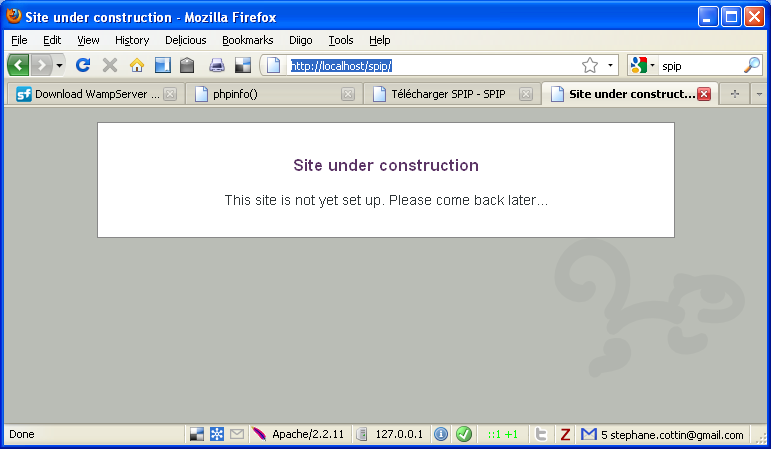 Site under construction - Mozilla Firefox
File Edit View History Delicious Bookmarks Diigo Tools Help
http://localhost/spip/ spip
Download WampServer ... phpinfo() Télécharger SPIP - SPIP Site under construct...
Site under construction
This site is not yet set up. Please come back later...
Done Apache/2.2.11 127.0.0.1 ::1 +1 Z 5 stephane.cottin@gmail.com